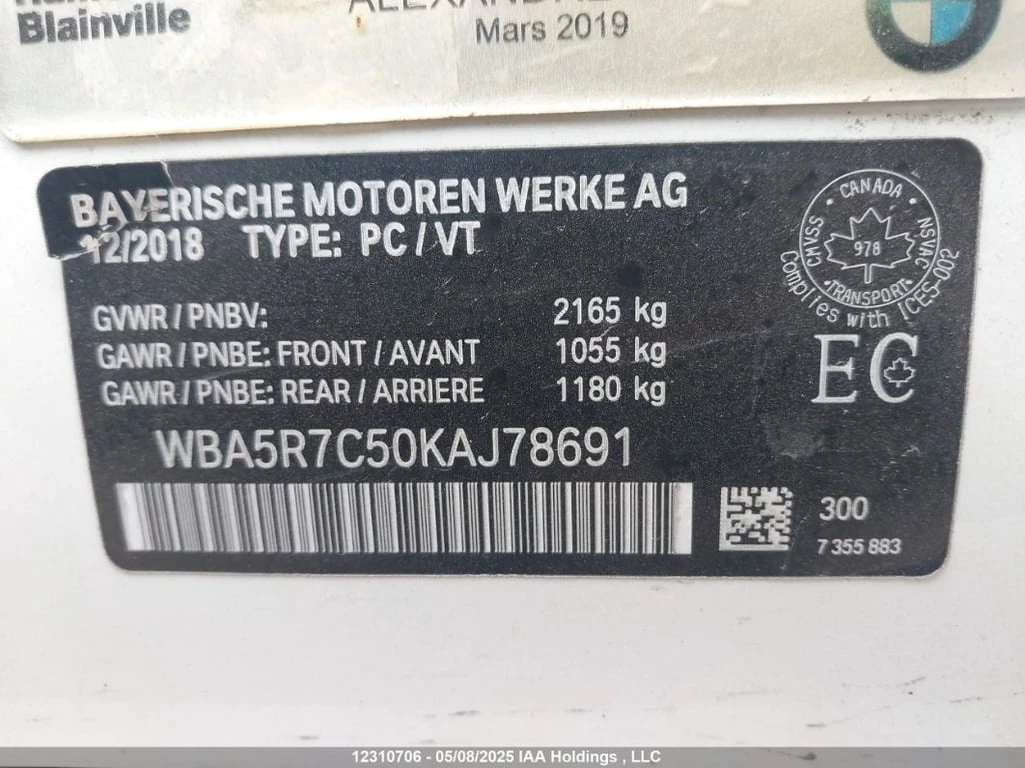 Blainville
Mars 2019
BAYERISCHE MOTOREN WERKE AG
12/2018 TYPE: PC / VT
GVWR / PNBV: 2165 kg
GAWR / PNBE: FRONT / AVANT 1055 kg
GAWR / PNBE: REAR / ARRIERE 1180 kg
CANADA
CMVSS 978 NSVAC
TRANSPORT
Complies with ICES-002
EC
WBA5R7C50KAJ78691
300
7 355 883
12310706 - 05/08/2025 IAA Holdings , LLC